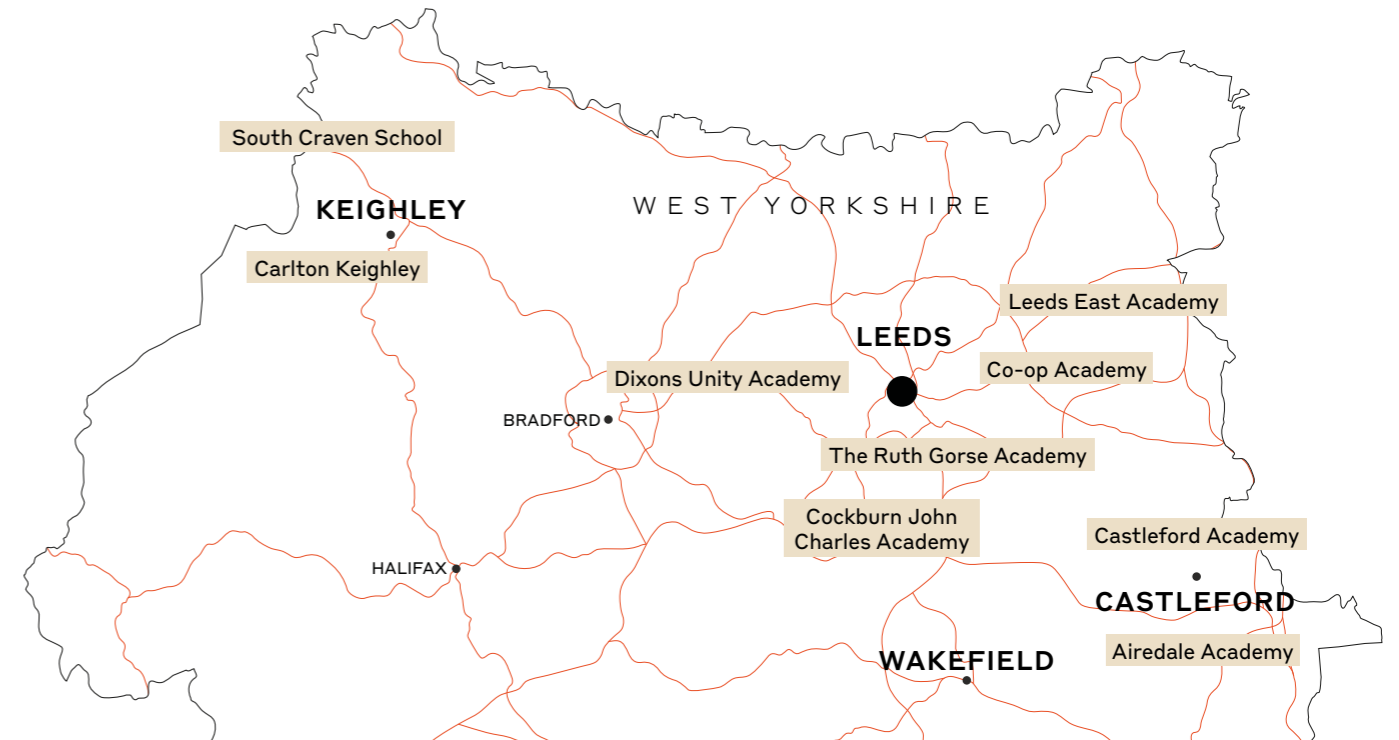 South Craven School
WEST YORKSHIRE
KEIGHLEY
Carlton Keighley
Leeds East Academy
LEEDS
Co-op Academy
Dixons Unity Academy
BRADFORD
The Ruth Gorse Academy
Cockburn John
Charles Academy
Castleford Academy
HALIFAX
CASTLEFORD
Airedale Academy
WAKEFIELD